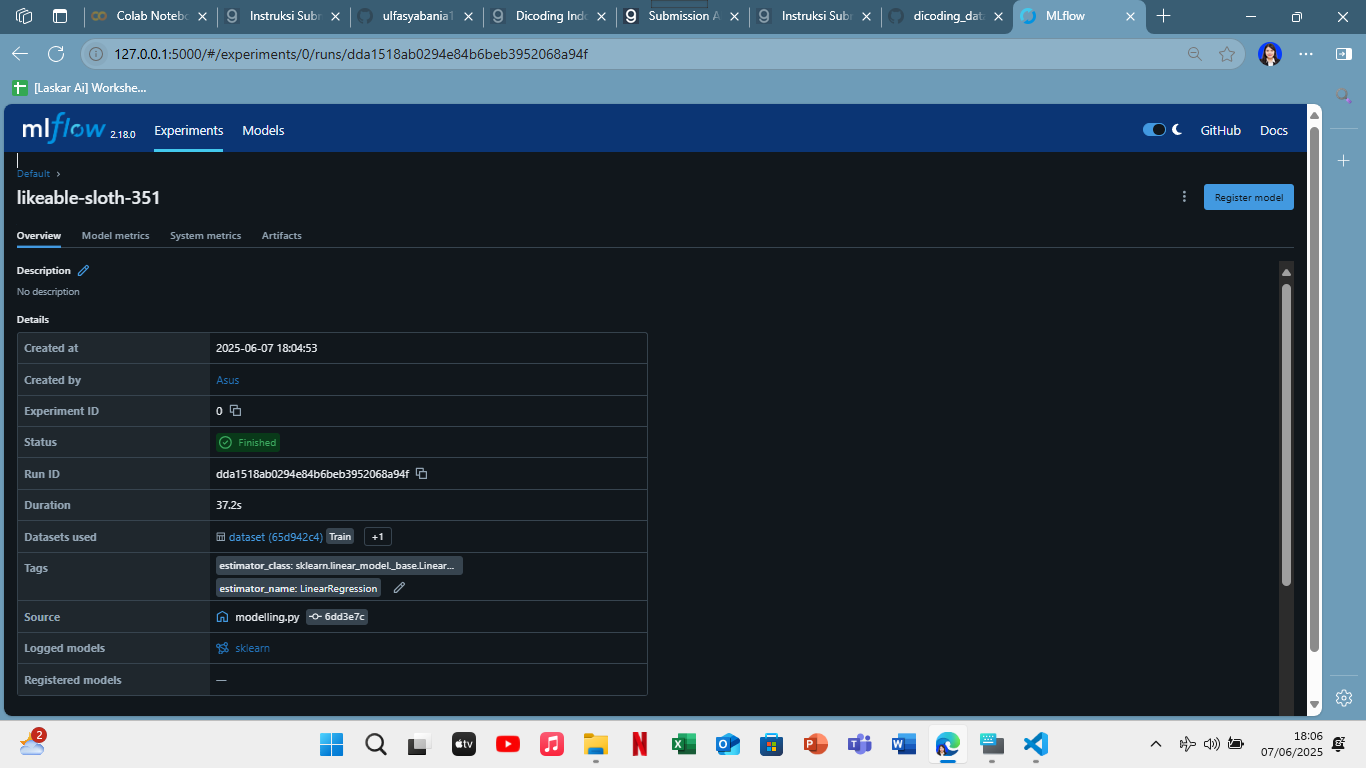 Colab Notebo
Instruksi Subr
ulfasyabania1
Dicoding Ind
Submission A
Instruksi Subr
dicoding_dat
MLflow
127.0.0.1:5000/#/experiments/0/runs/dda1518ab0294e84b6beb3952068a94f
[Laskar Ai] Workshe...
mlflow 2.18.0 Experiments Models GitHub Docs
Default
likeable-sloth-351
Register model
Overview Model metrics System metrics Artifacts
Description
No description
Details
Created at 2025-06-07 18:04:53
Created by Asus
Experiment ID 0
Status Finished
Run ID dda1518ab0294e84b6beb3952068a94f
Duration 37.2s
Datasets used dataset (65d942c4) Train +1
Tags estimator_class: sklearn.linear_model._base.Linear...
estimator_name: LinearRegression
Source modelling.py 6dd3e7c
Logged models sklearn
Registered models —
2
tv
18:06
07/06/2025